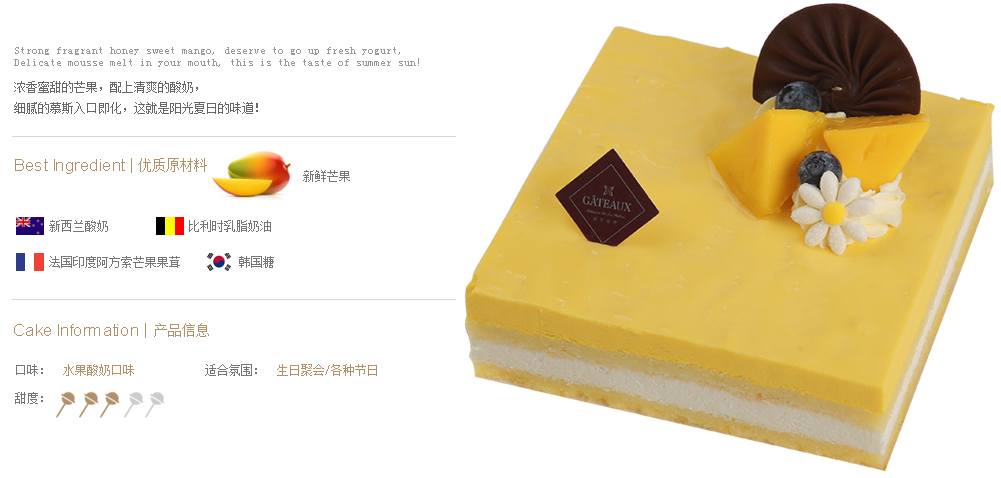 Strong fragrant honey sweet mango, deserve to go up fresh yogurt,
Delicate mousse melt in your mouth, this is the taste of summer sun!
浓香蜜甜的芒果，配上清爽的酸奶，
细腻的慕斯入口即化，这就是阳光夏日的味道！
Best Ingredient | 优质原材料
新鲜芒果
新西兰酸奶 比利时乳脂奶油
法国印度阿方索芒果果茸 韩国糖
Cake Information | 产品信息
口味： 水果酸奶口味 适合氛围： 生日聚会/各种节日
甜度：
GÂTEAUX